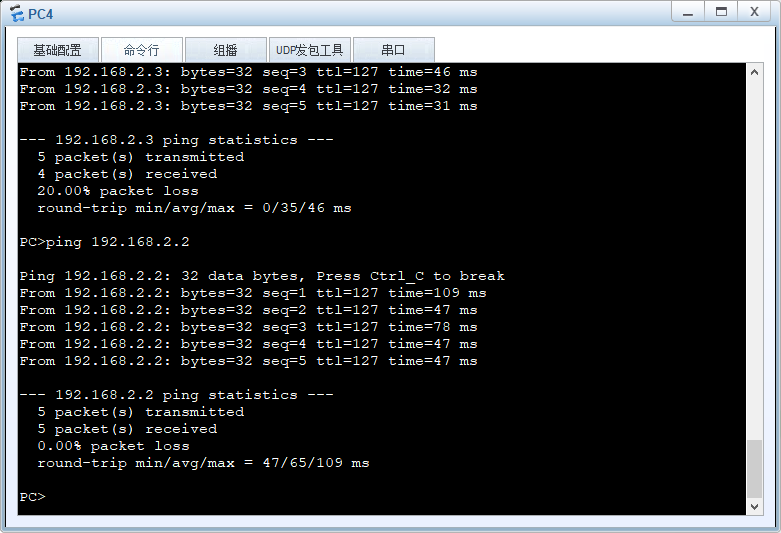 PC4
基础配置 命令行 组播 UDP发包工具 串口
From 192.168.2.3: bytes=32 seq=3 ttl=127 time=46 ms
From 192.168.2.3: bytes=32 seq=4 ttl=127 time=32 ms
From 192.168.2.3: bytes=32 seq=5 ttl=127 time=31 ms
--- 192.168.2.3 ping statistics ---
5 packet(s) transmitted
4 packet(s) received
20.00% packet loss
round-trip min/avg/max = 0/35/46 ms
PC>ping 192.168.2.2
Ping 192.168.2.2: 32 data bytes, Press Ctrl_C to break
From 192.168.2.2: bytes=32 seq=1 ttl=127 time=109 ms
From 192.168.2.2: bytes=32 seq=2 ttl=127 time=47 ms
From 192.168.2.2: bytes=32 seq=3 ttl=127 time=78 ms
From 192.168.2.2: bytes=32 seq=4 ttl=127 time=47 ms
From 192.168.2.2: bytes=32 seq=5 ttl=127 time=47 ms
--- 192.168.2.2 ping statistics ---
5 packet(s) transmitted
5 packet(s) received
0.00% packet loss
round-trip min/avg/max = 47/65/109 ms
PC>